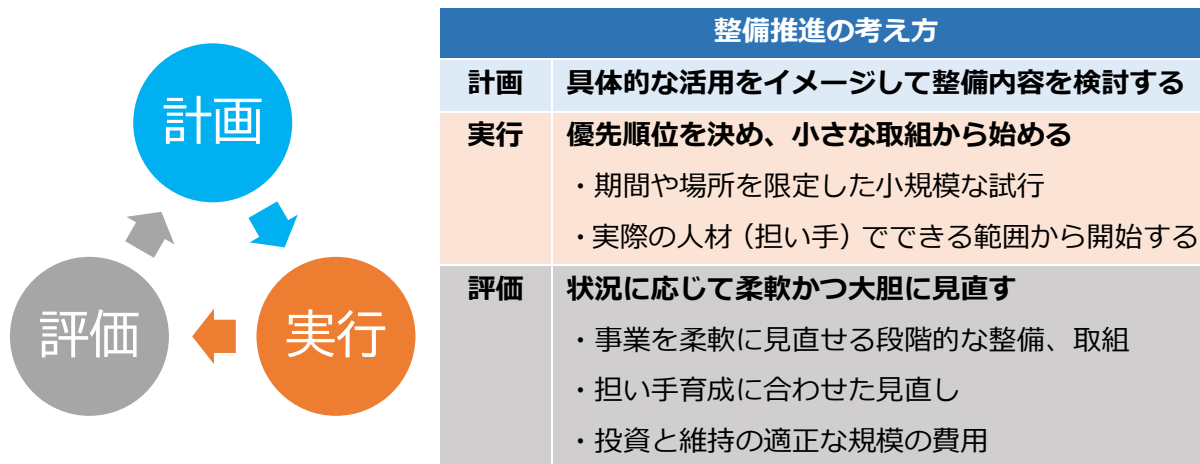 計画
実行
評価
整備推進の考え方
計画 具体的な活用をイメージして整備内容を検討する
実行 優先順位を決め、小さな取組から始める
・期間や場所を限定した小規模な試行
・実際の人材（担い手）でできる範囲から開始する
評価 状況に応じて柔軟かつ大胆に見直す
・事業を柔軟に見直せる段階的な整備、取組
・担い手育成に合わせた見直し
・投資と維持の適正な規模の費用